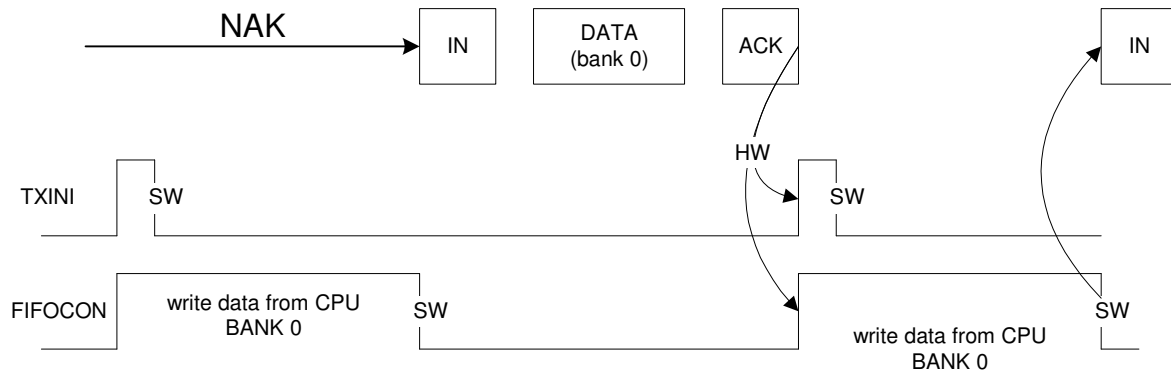 NAK
IN
DATA
(bank 0)
ACK
IN
HW
TXINI
SW
SW
FIFOCON
write data from CPU
BANK 0
SW
write data from CPU
BANK 0
SW